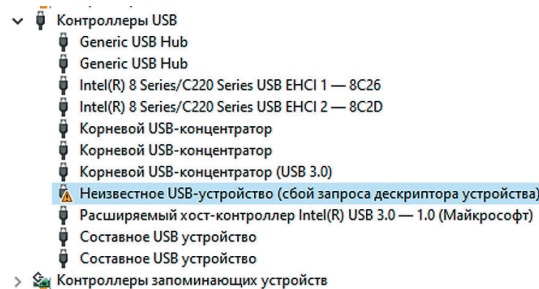 Контроллеры USB
Generic USB Hub
Generic USB Hub
Intel(R) 8 Series/C220 Series USB EHCI 1 — 8C26
Intel(R) 8 Series/C220 Series USB EHCI 2 — 8C2D
Корневой USB-концентратор
Корневой USB-концентратор
Корневой USB-концентратор (USB 3.0)
Неизвестное USB-устройство (сбой запроса дескриптора устройства)
Расширяемый хост-контроллер Intel(R) USB 3.0 — 1.0 (Майкрософт)
Составное USB устройство
Составное USB устройство
Контроллеры запоминающих устройств